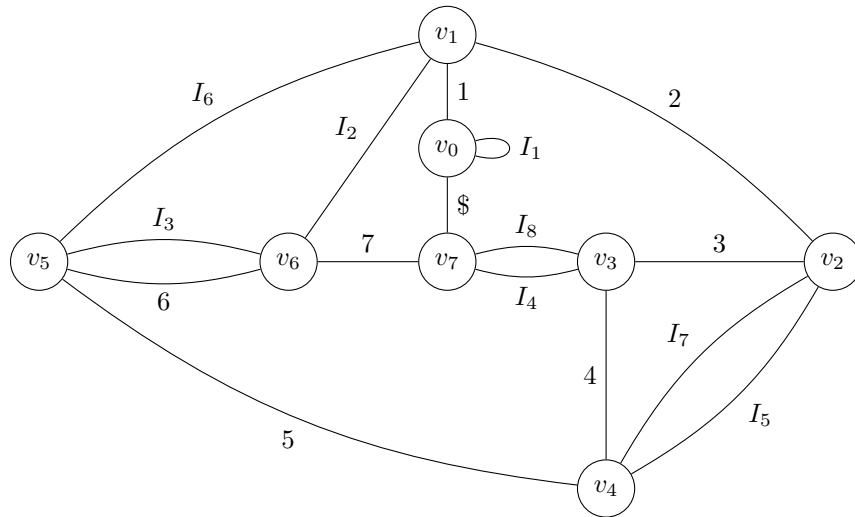 v₁
I₆
2
1
I₂
v₀
I₁
$
I₃
7
I₈
3
v₅
v₆
v₇
v₃
v₂
6
I₄
I₇
4
I₅
5
v₄